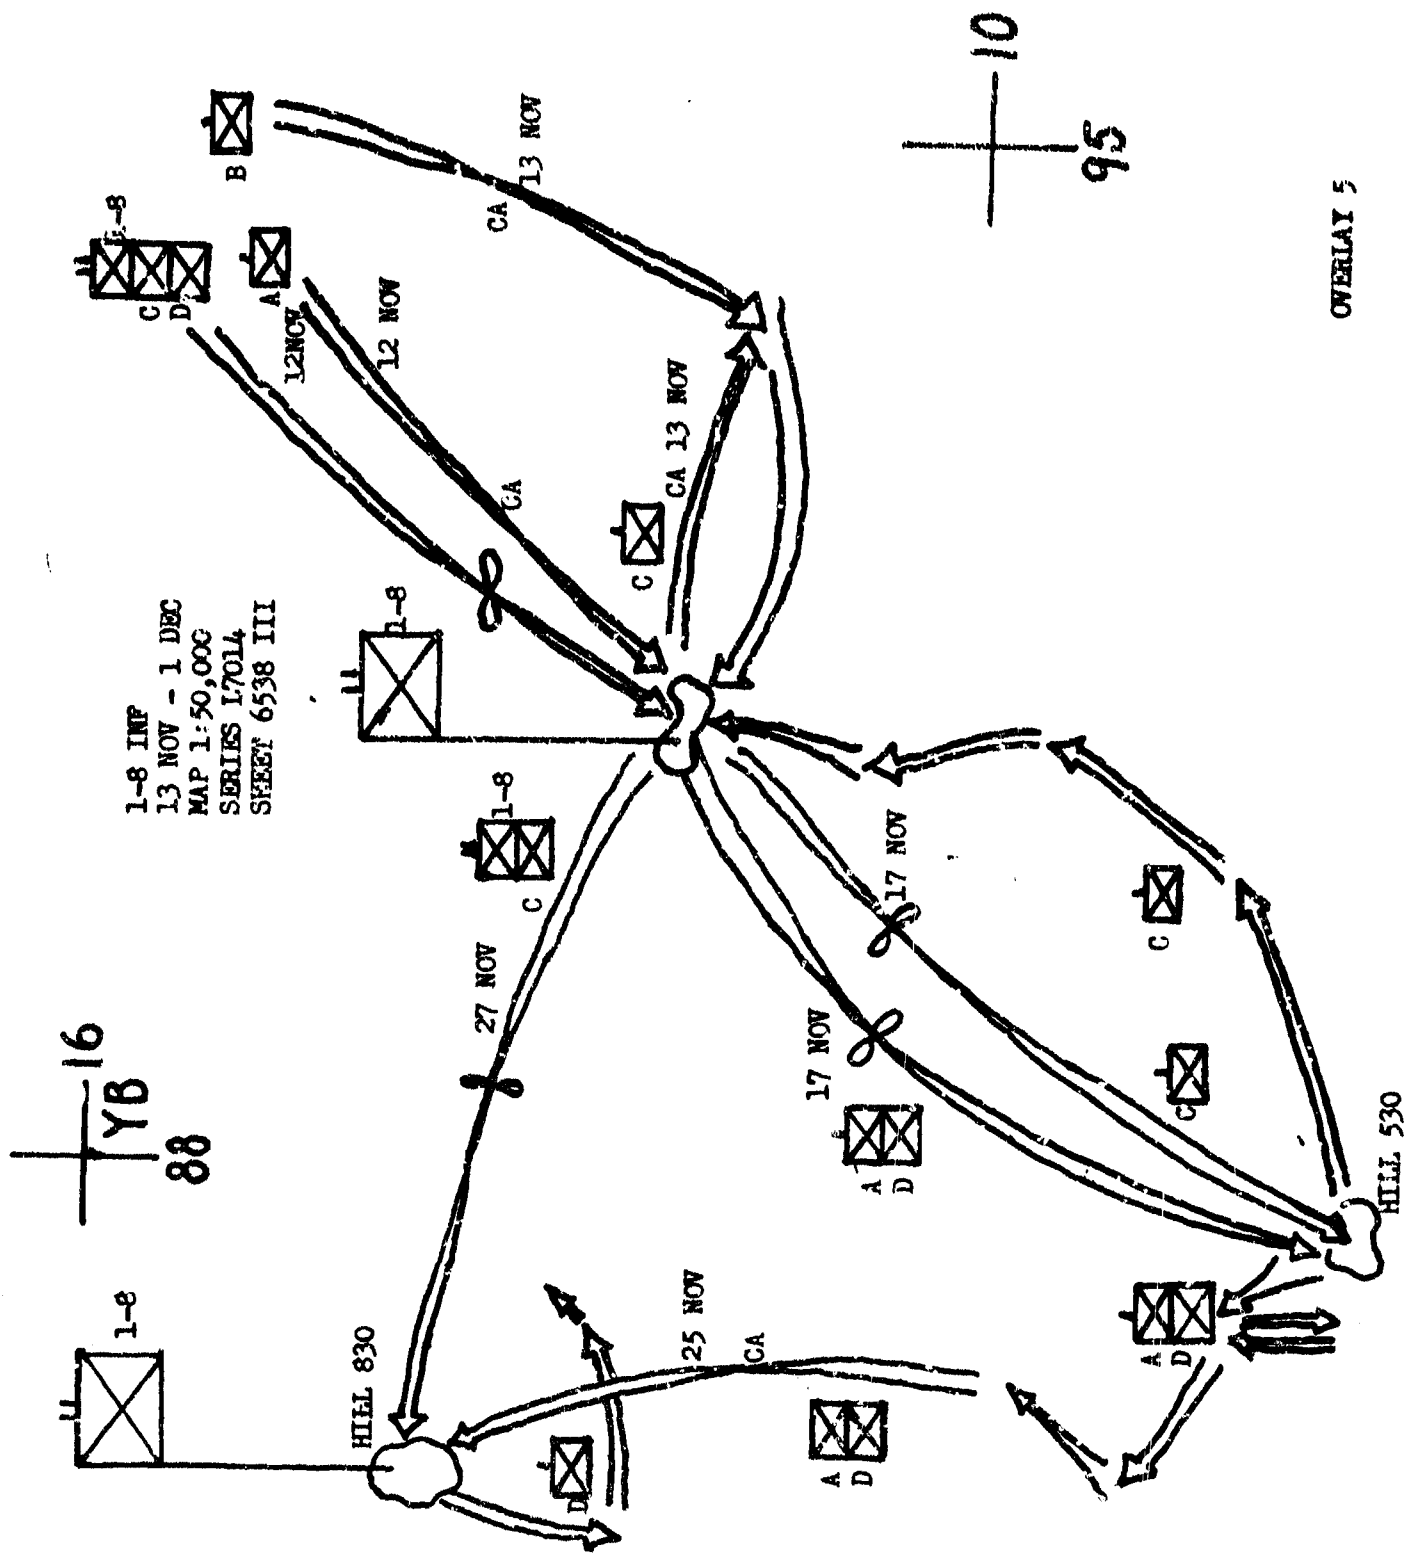 1-8
HILL 830
16
YB
88
1-8 INF
13 NOV - 1 DEC
MAP 1:50,000
SERIES L7014
SHEET 6538 III
1-8
C
D
A
B
12NOV
12 NOV
CA
CA
13 NOV
1-8
1-8
C
27 NOV
C
CA 13 NOV
D
25 NOV
CA
A
D
17 NOV
A
D
17 NOV
10
95
A
D
C
C
HILL 530
OVERLAY 5